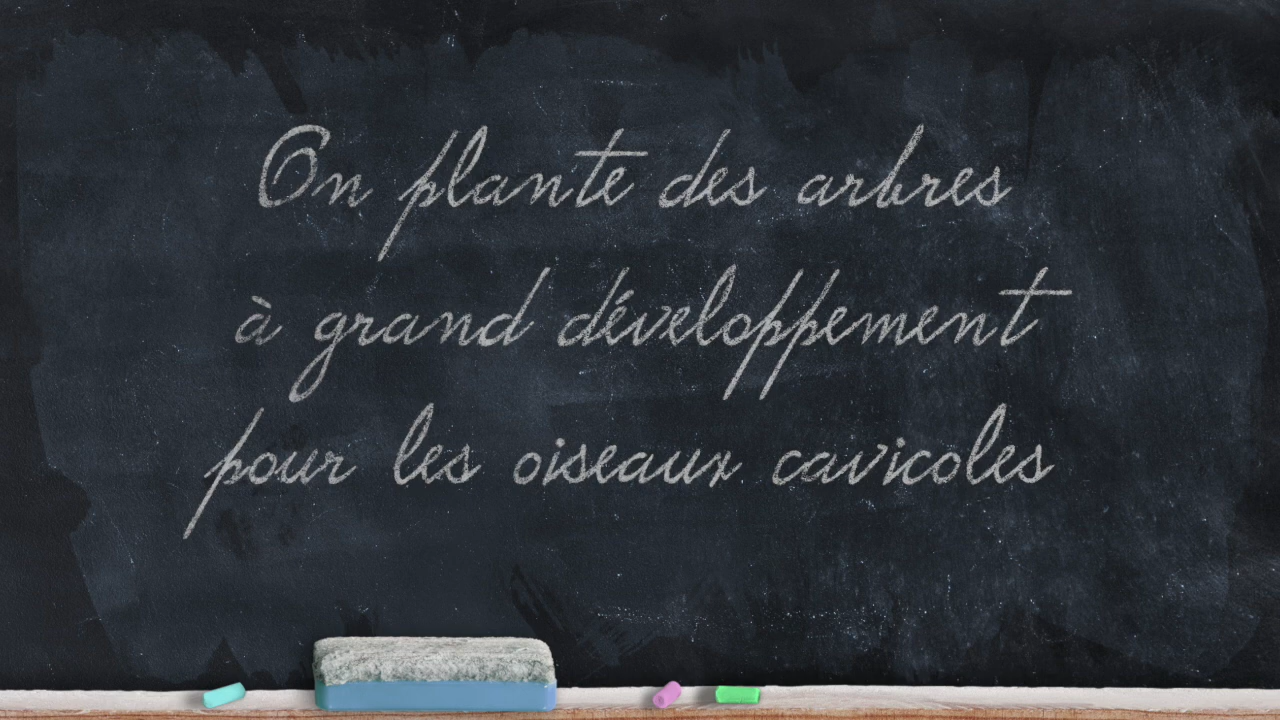 On plante des arbres
à grand développement
pour les oiseaux cavicoles